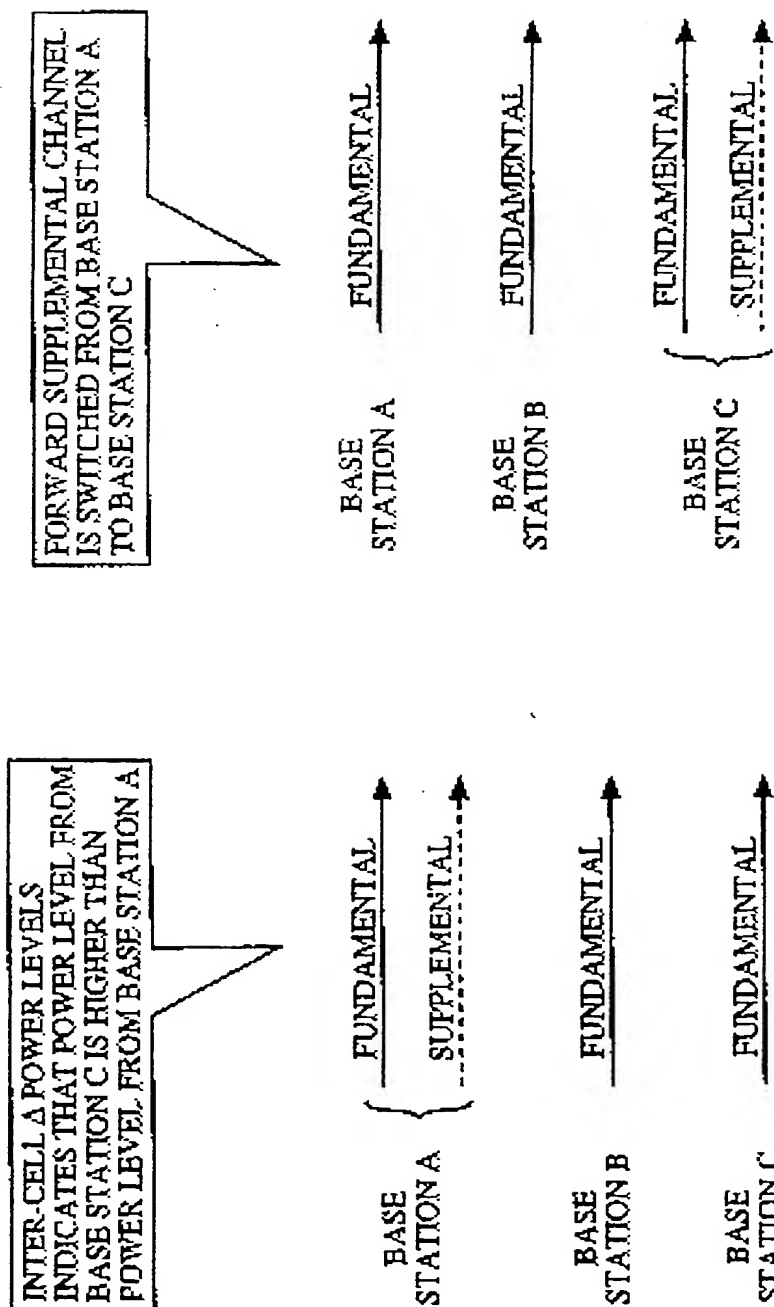 INTER-CELL Δ POWER LEVELS
INDICATES THAT POWER LEVEL FROM
BASE STATION C IS HIGHER THAN
POWER LEVEL FROM BASE STATION A
BASE
STATION A
FUNDAMENTAL
SUPPLEMENTAL
BASE
STATION B
FUNDAMENTAL
BASE
STATION C
FUNDAMENTAL
FORWARD SUPPLEMENTAL CHANNEL
IS SWITCHED FROM BASE STATION A
TO BASE STATION C
BASE
STATION A
FUNDAMENTAL
BASE
STATION B
FUNDAMENTAL
BASE
STATION C
FUNDAMENTAL
SUPPLEMENTAL